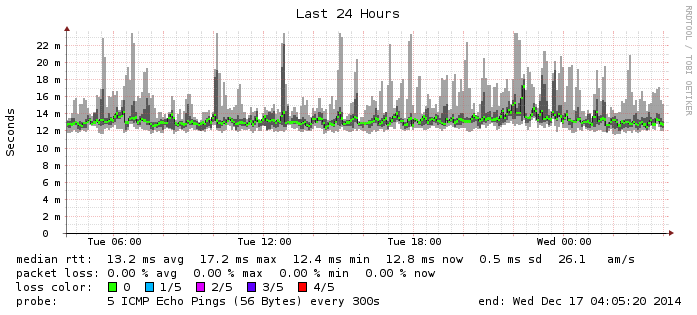 Last 24 Hours
RRDTOOL / TOBI OETIKER
Seconds
22 m
20 m
18 m
16 m
14 m
12 m
10 m
8 m
6 m
4 m
2 m
0
Tue 06:00 Tue 12:00 Tue 18:00 Wed 00:00
median rtt: 13.2 ms avg 17.2 ms max 12.4 ms min 12.8 ms now 0.5 ms sd 26.1 am/s
packet loss: 0.00 % avg 0.00 % max 0.00 % min 0.00 % now
loss color: 0 1/5 2/5 3/5 4/5
probe: 5 ICMP Echo Pings (56 Bytes) every 300s end: Wed Dec 17 04:05:20 2014